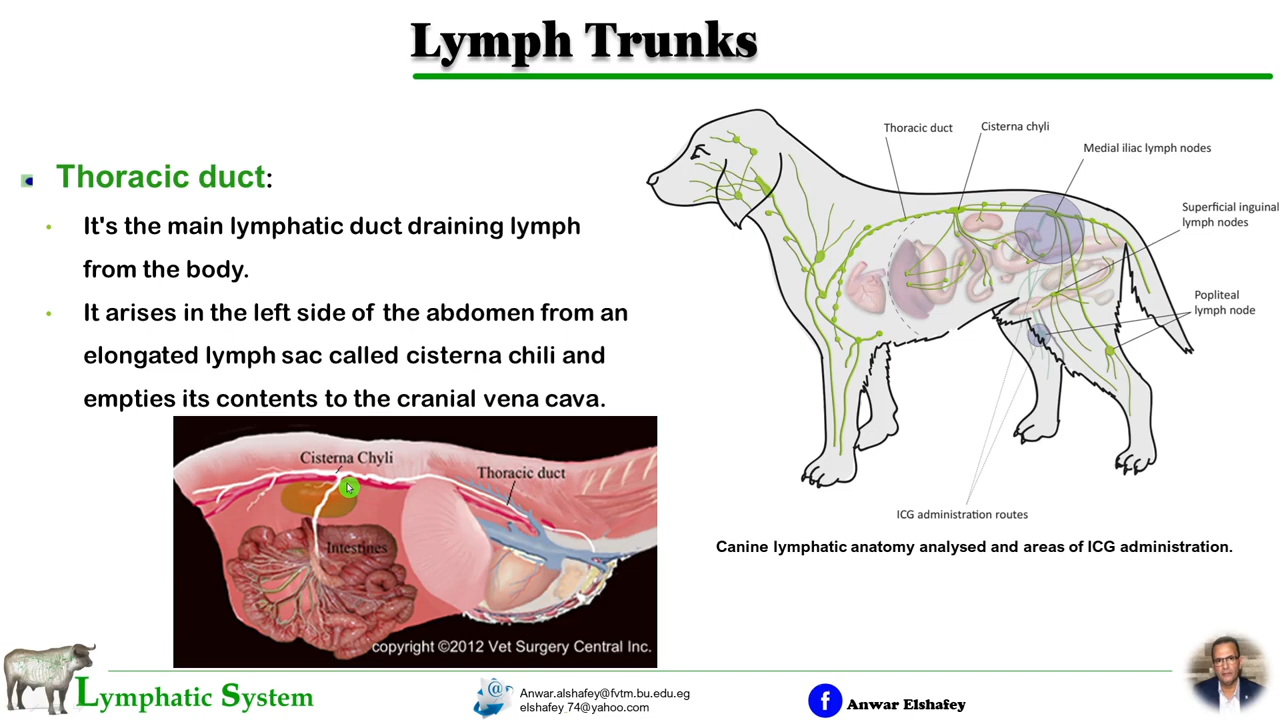 Lymph Trunks
Thoracic duct:
It's the main lymphatic duct draining lymph
from the body.
It arises in the left side of the abdomen from an
elongated lymph sac called cisterna chili and
empties its contents to the cranial vena cava.
Cisterna Chyli
Thoracic duct
Intestines
copyright ©2012 Vet Surgery Central Inc.
Thoracic duct
Cisterna chyli
Medial iliac lymph nodes
Superficial inguinal
lymph nodes
Popliteal
lymph node
ICG administration routes
Canine lymphatic anatomy analysed and areas of ICG administration.
Lymphatic System
@
Anwar.alshafey@fvtm.bu.edu.eg
elshafey_74@yahoo.com
f
Anwar Elshafey